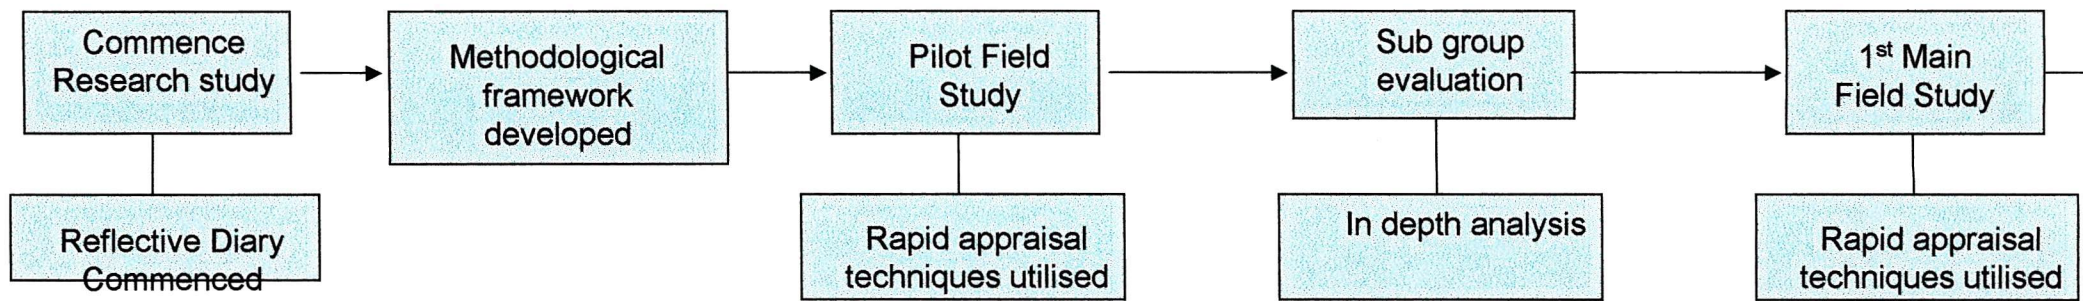 Commence
Research study
Methodological
framework
developed
Pilot Field
Study
Sub group
evaluation
1st Main
Field Study
Reflective Diary
Commenced
Rapid appraisal
techniques utilised
In depth analysis
Rapid appraisal
techniques utilised